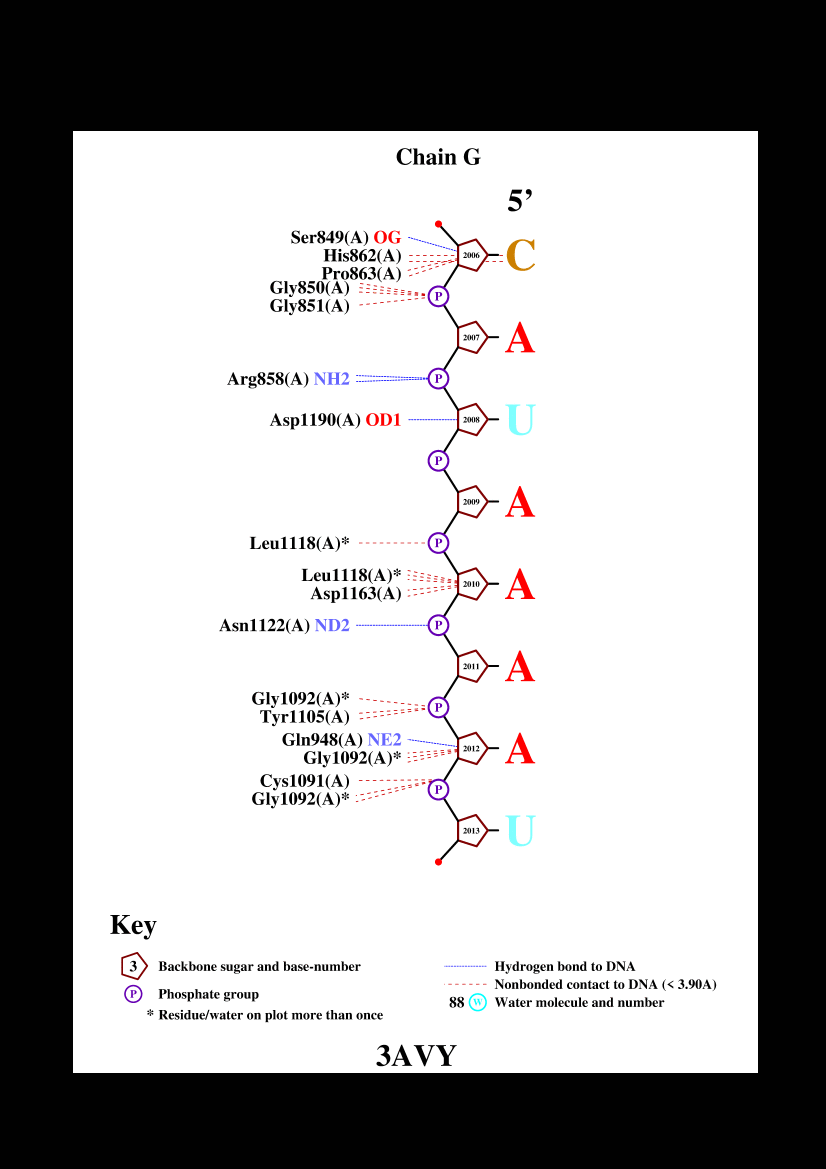 Chain G
5’
Ser849(A) OG
His862(A)
2006
C
Pro863(A)
Gly850(A)
P
Gly851(A)
2007
A
Arg858(A) NH2
P
Asp1190(A) OD1
2008
U
P
2009
A
Leu1118(A)*
P
Leu1118(A)*
2010
A
Asp1163(A)
Asn1122(A) ND2
P
2011
A
Gly1092(A)*
P
Tyr1105(A)
Gln948(A) NE2
2012
A
Gly1092(A)*
Cys1091(A)
P
Gly1092(A)*
2013
U
Key
3 Backbone sugar and base-number
P Phosphate group
* Residue/water on plot more than once
Hydrogen bond to DNA
Nonbonded contact to DNA (< 3.90A)
88 W Water molecule and number
3AVY